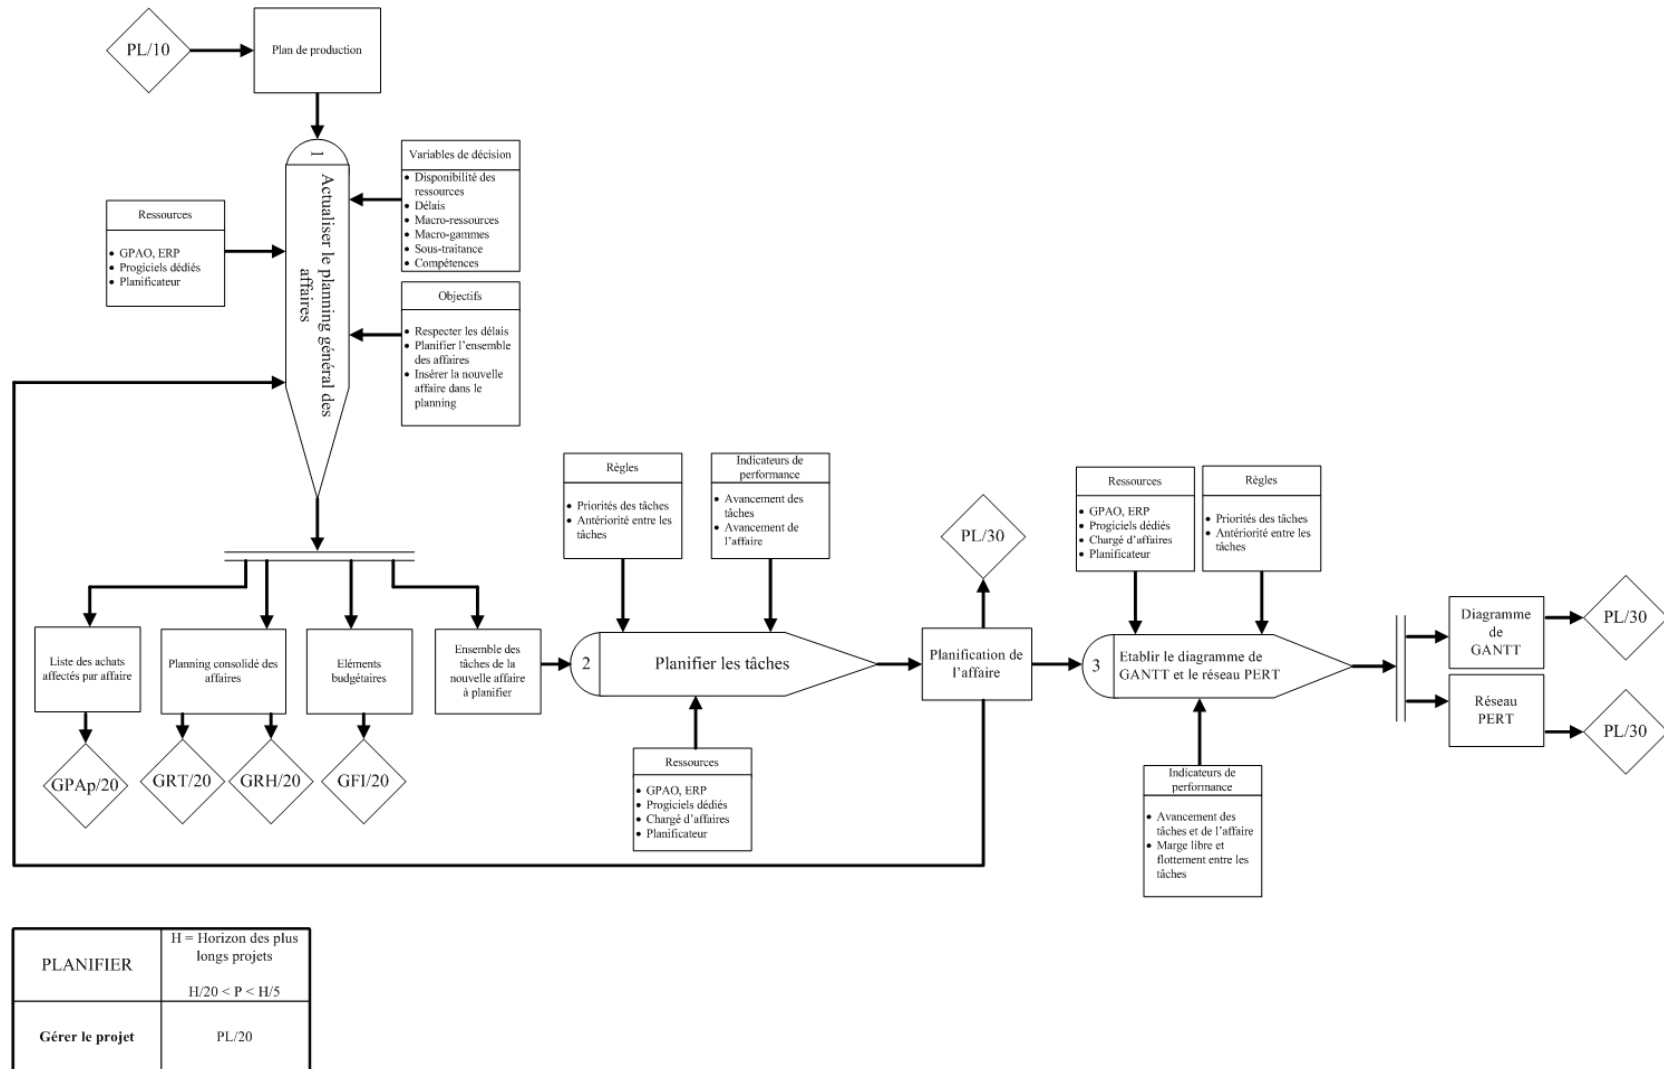 PL/10
Plan de production
1
Actualiser le planning général des
affaires
Variables de décision
• Disponibilité des
ressources
• Délais
• Macro-ressources
• Macro-gammes
• Sous-traitance
• Compétences
Ressources
• GPAO, ERP
• Progiciels dédiés
• Planificateur
Objectifs
• Respecter les délais
• Planifier l'ensemble
des affaires
• Insérer la nouvelle
affaire dans le
planning
Liste des achats
affectés par affaire
Planning consolidé des
affaires
Eléments
budgétaires
Ensemble des
tâches de la
nouvelle affaire
à planifier
GPAp/20
GRT/20
GRH/20
GFI/20
Règles
• Priorités des tâches
• Antériorité entre les
tâches
Indicateurs de
performance
• Avancement des
tâches
• Avancement de
l'affaire
2
Planifier les tâches
Ressources
• GPAO, ERP
• Progiciels dédiés
• Chargé d'affaires
• Planificateur
PL/30
Planification de
l'affaire
Ressources
• GPAO, ERP
• Progiciels dédiés
• Chargé d'affaires
• Planificateur
Règles
• Priorités des tâches
• Antériorité entre les
tâches
3
Etablir le diagramme de
GANTT et le réseau PERT
Indicateurs de
performance
• Avancement des
tâches et de l'affaire
• Marge libre et
flottement entre les
tâches
Diagramme
de
GANTT
PL/30
Réseau
PERT
PL/30
PLANIFIER
H = Horizon des plus
longs projets
H/20 < P < H/5
Gérer le projet
PL/20